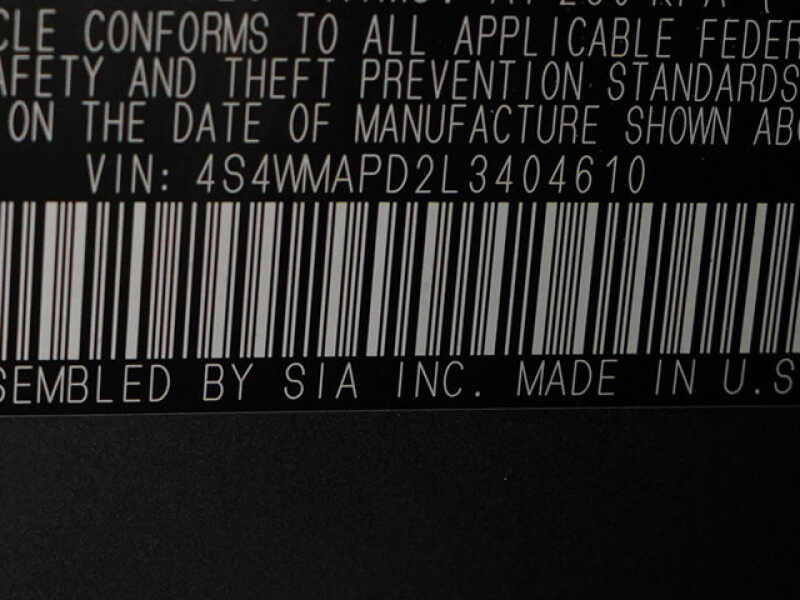 CLE CONFORMS TO ALL APPLICABLE FEDER
AFETY AND THEFT PREVENTION STANDARDS
ON THE DATE OF MANUFACTURE SHOWN ABO
VIN: 4S4WMAPD2L3404610
SEMBLED BY SIA INC. MADE IN U.S